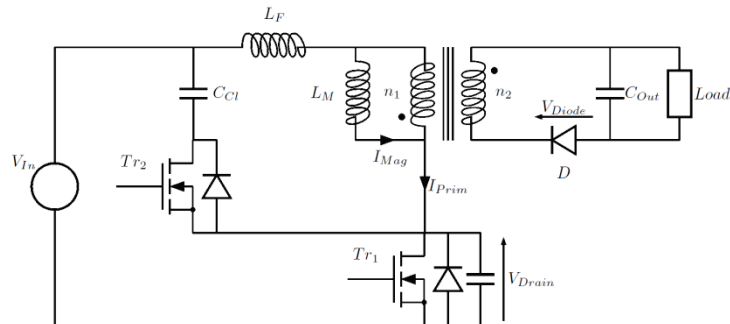 L_F
C_Cl
L_M
n_1
n_2
V_Diode
C_Out
Load
V_In
Tr_2
I_Mag
D
I_Prim
Tr_1
V_Drain